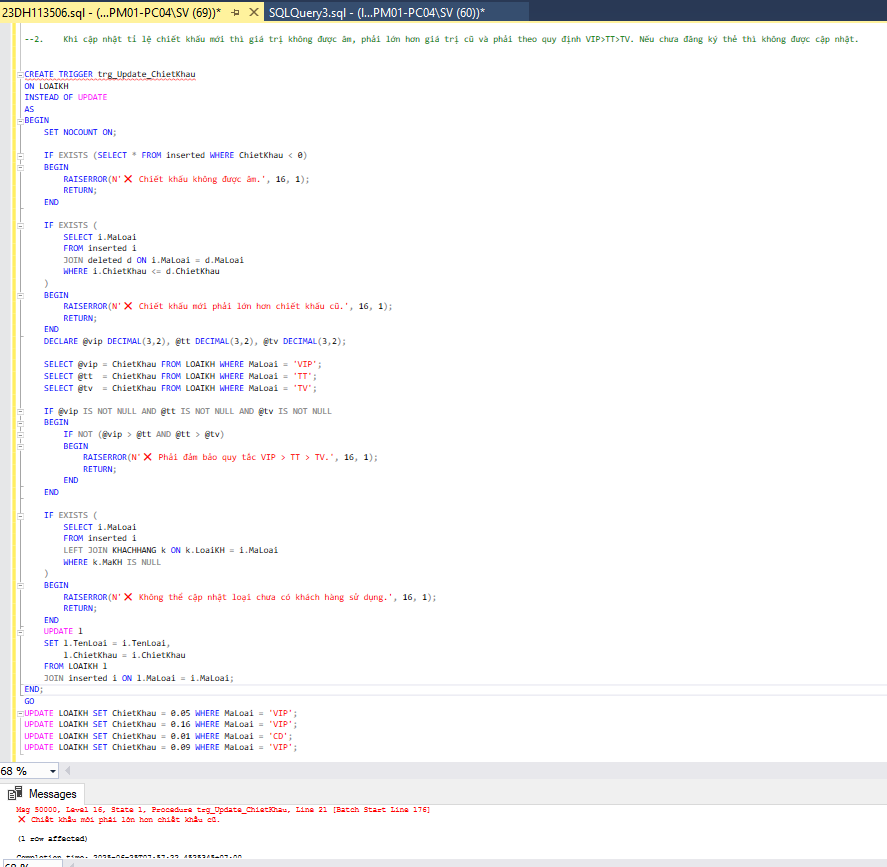 23DH113506.sql - (...PM01-PC04\SV (69))* SQLQuery3.sql - (l...PM01-PC04\SV (60))*
--2. Khi cập nhật tỉ lệ chiết khấu mới thì giá trị không được âm, phải lớn hơn giá trị cũ và phải theo quy định VIP>TT>TV. Nếu chưa đăng ký thẻ thì không được cập nhật.
CREATE TRIGGER trg_Update_ChietKhau
ON LOAIKH
INSTEAD OF UPDATE
AS
BEGIN
SET NOCOUNT ON;
IF EXISTS (SELECT * FROM inserted WHERE ChietKhau < 0)
BEGIN
RAISERROR(N'❌ Chiết khấu không được âm.', 16, 1);
RETURN;
END
IF EXISTS (
SELECT i.MaLoai
FROM inserted i
JOIN deleted d ON i.MaLoai = d.MaLoai
WHERE i.ChietKhau <= d.ChietKhau
)
BEGIN
RAISERROR(N'❌ Chiết khấu mới phải lớn hơn chiết khấu cũ.', 16, 1);
RETURN;
END
DECLARE @vip DECIMAL(3,2), @tt DECIMAL(3,2), @tv DECIMAL(3,2);
SELECT @vip = ChietKhau FROM LOAIKH WHERE MaLoai = 'VIP';
SELECT @tt = ChietKhau FROM LOAIKH WHERE MaLoai = 'TT';
SELECT @tv = ChietKhau FROM LOAIKH WHERE MaLoai = 'TV';
IF @vip IS NOT NULL AND @tt IS NOT NULL AND @tv IS NOT NULL
BEGIN
IF NOT (@vip > @tt AND @tt > @tv)
BEGIN
RAISERROR(N'❌ Phải đảm bảo quy tắc VIP > TT > TV.', 16, 1);
RETURN;
END
END
IF EXISTS (
SELECT i.MaLoai
FROM inserted i
LEFT JOIN KHACHHANG k ON k.LoaiKH = i.MaLoai
WHERE k.MaKH IS NULL
)
BEGIN
RAISERROR(N'❌ Không thể cập nhật loại chưa có khách hàng sử dụng.', 16, 1);
RETURN;
END
UPDATE l
SET l.TenLoai = i.TenLoai,
l.ChietKhau = i.ChietKhau
FROM LOAIKH l
JOIN inserted i ON l.MaLoai = i.MaLoai;
END;
GO
UPDATE LOAIKH SET ChietKhau = 0.05 WHERE MaLoai = 'VIP';
UPDATE LOAIKH SET ChietKhau = 0.16 WHERE MaLoai = 'VIP';
UPDATE LOAIKH SET ChietKhau = 0.01 WHERE MaLoai = 'CD';
UPDATE LOAIKH SET ChietKhau = 0.09 WHERE MaLoai = 'VIP';
68 %
Messages
Msg 50000, Level 16, State 1, Procedure trg_Update_ChietKhau, Line 21 [Batch Start Line 176]
❌ Chiết khấu mới phải lớn hơn chiết khấu cũ.
(1 row affected)
Completion time: 2025-06-25T07:57:22.4525345+07:00
68 %